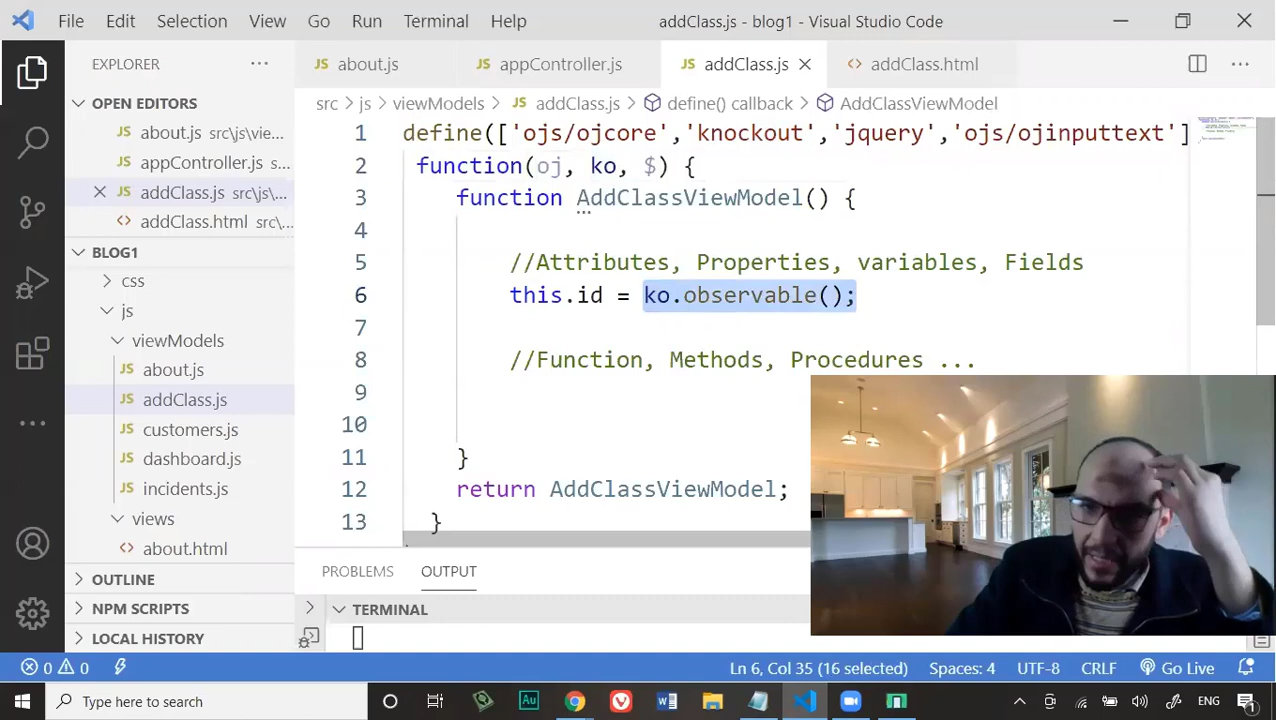 File Edit Selection View Go Run Terminal Help addClass.js - blog1 - Visual Studio Code
EXPLORER ···
JS about.js JS appController.js JS addClass.js <> addClass.html ···
OPEN EDITORS
JS about.js src\js\vie...
JS appController.js
JS addClass.js src\js\...
<> addClass.html src\...
BLOG1
css
js
viewModels
JS about.js
JS addClass.js
JS customers.js
JS dashboard.js
JS incidents.js
views
<> about.html
OUTLINE
NPM SCRIPTS
LOCAL HISTORY
src > js > viewModels > JS addClass.js > define() callback > AddClassViewModel
1 define(['ojs/ojcore','knockout','jquery','ojs/ojinputtext']
2 function(oj, ko, $) {
3 function AddClassViewModel() {
4
5 //Attributes, Properties, variables, Fields
6 this.id = ko.observable();
7
8 //Function, Methods, Procedures ...
9
10
11 }
12 return AddClassViewModel;
13 }
PROBLEMS OUTPUT
TERMINAL
0 0 Ln 6, Col 35 (16 selected) Spaces: 4 UTF-8 CRLF JS Go Live
Type here to search Au W ENG 1